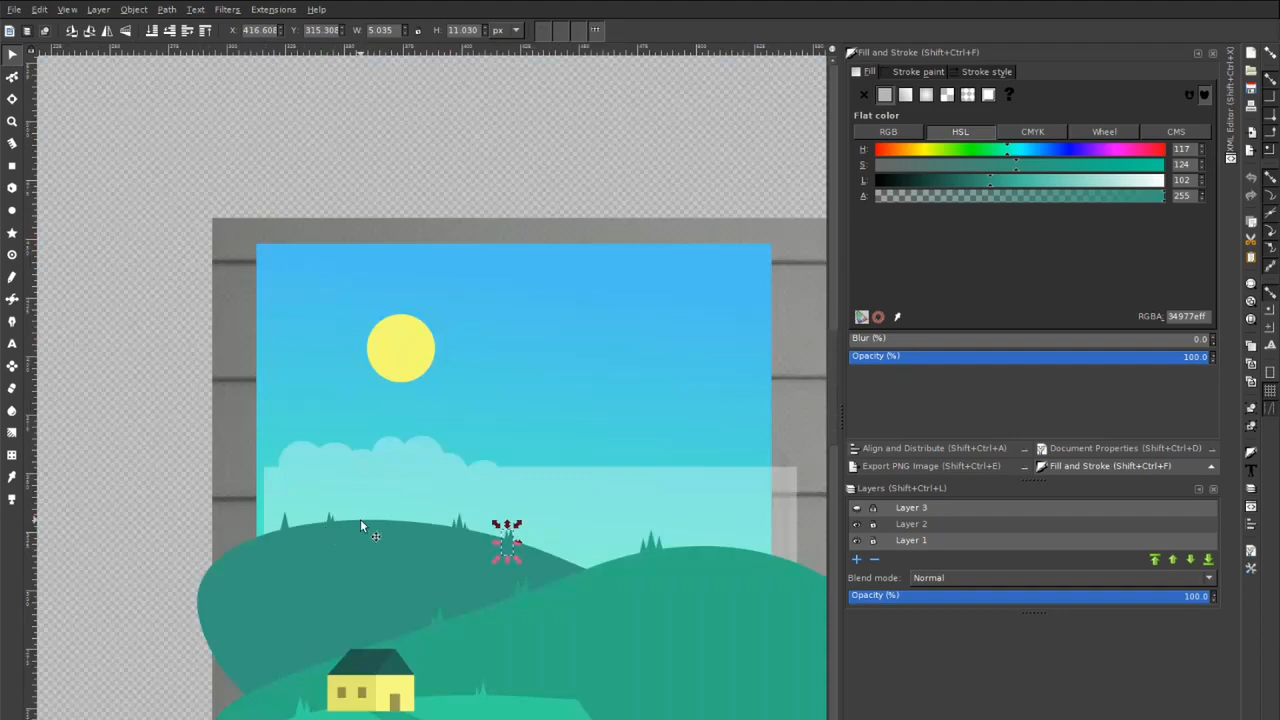 File Edit View Layer Object Path Text Filters Extensions Help
X: 416.608 Y: 315.308 W: 5.035 H: 11.030 px
Fill and Stroke (Shift+Ctrl+F)
Fill Stroke paint Stroke style
?
Flat color
RGB HSL CMYK Wheel CMS
H: 117
S: 124
L: 102
A: 255
RGBA: 34977eff
Blur (%) 0.0
Opacity (%) 100.0
Align and Distribute (Shift+Ctrl+A) Document Properties (Shift+Ctrl+D)
Export PNG Image (Shift+Ctrl+E) Fill and Stroke (Shift+Ctrl+F)
Layers (Shift+Ctrl+L)
Layer 3
Layer 2
Layer 1
Blend mode: Normal
Opacity (%) 100.0
XML Editor (Shift+Ctrl+X)